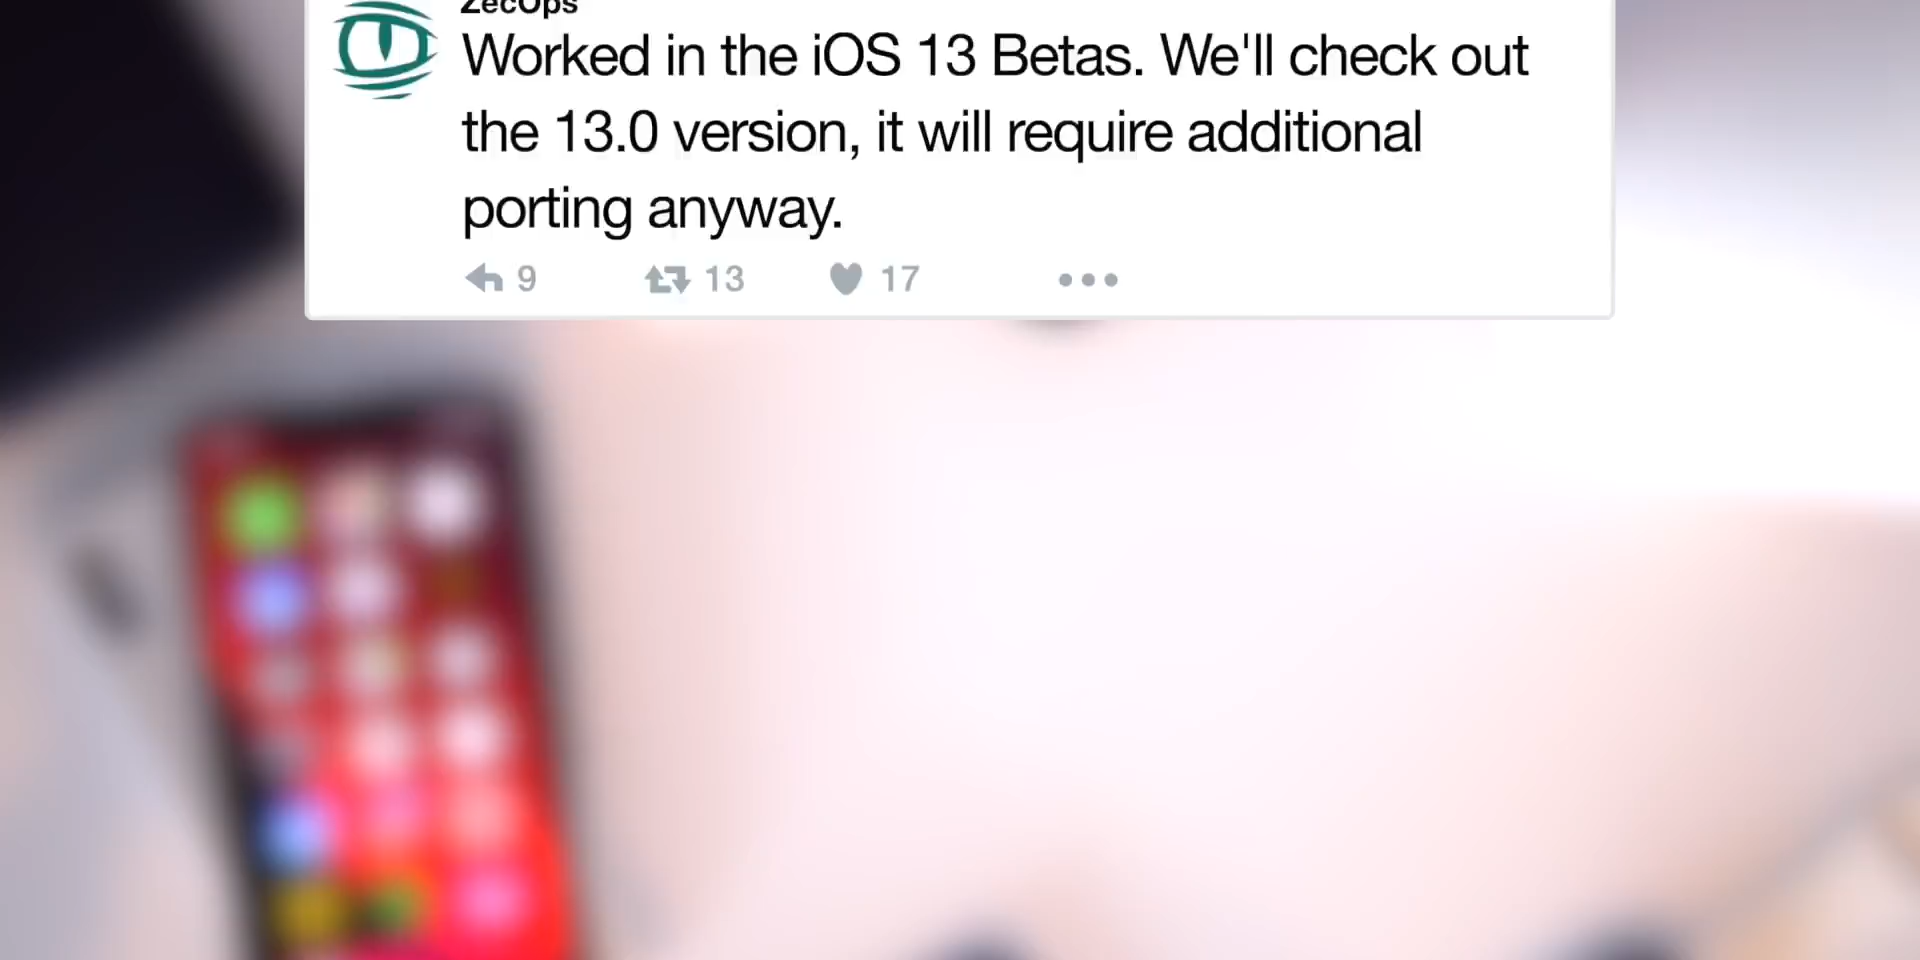 ZecOps
Worked in the iOS 13 Betas. We'll check out
the 13.0 version, it will require additional
porting anyway.
9 13 17